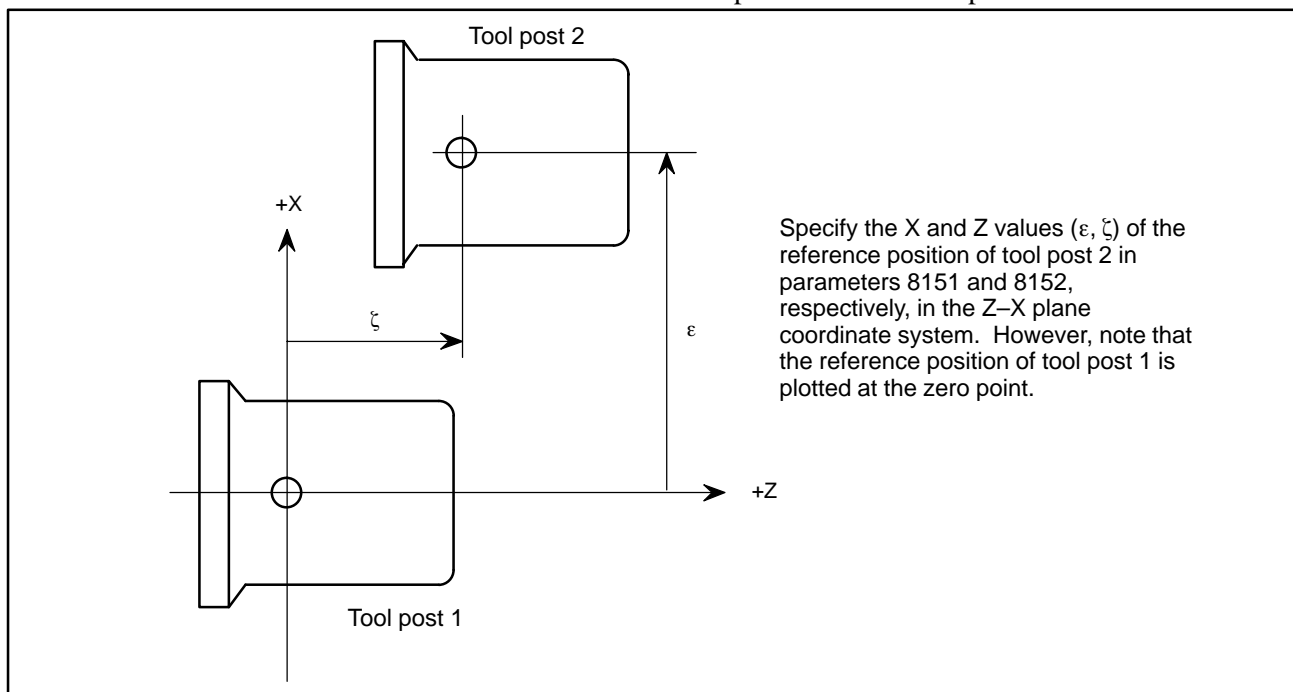 Tool post 2
+X
Specify the X and Z values (ε, ζ) of the
reference position of tool post 2 in
parameters 8151 and 8152,
respectively, in the Z–X plane
coordinate system. However, note that
the reference position of tool post 1 is
plotted at the zero point.
ζ
ε
+Z
Tool post 1